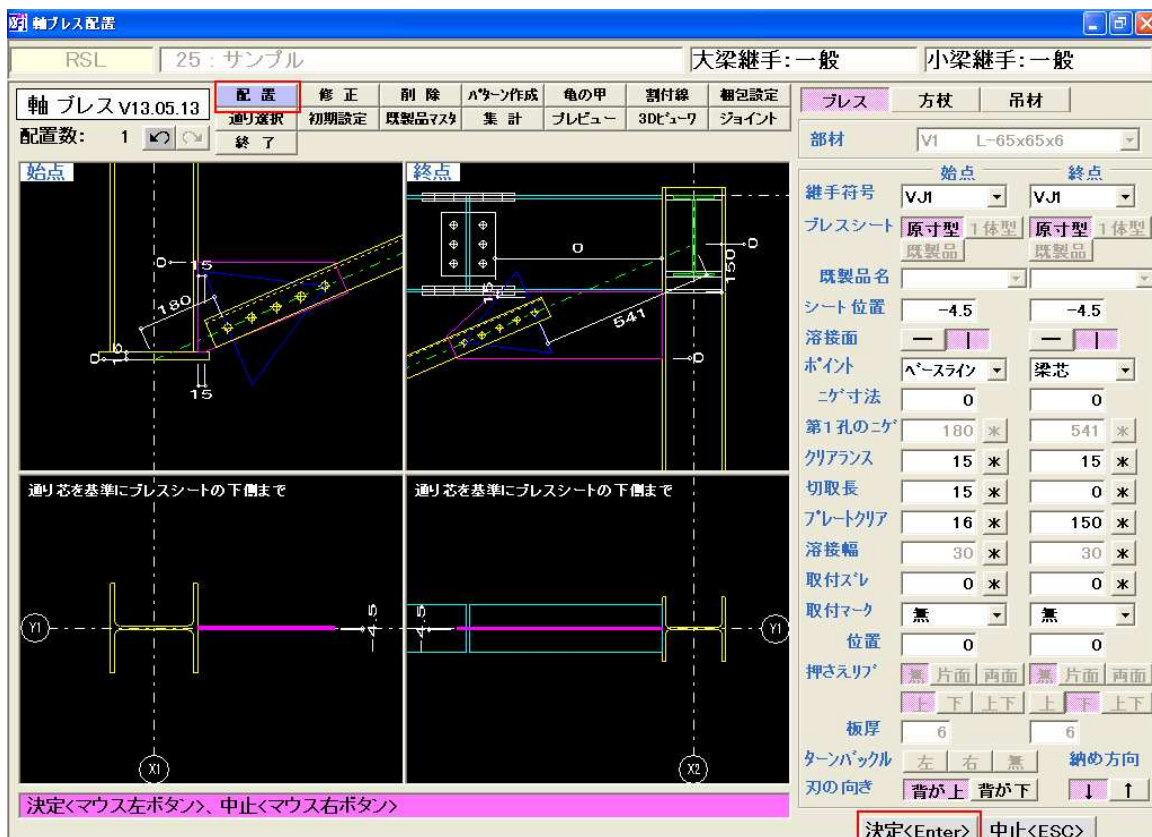 軸ブレス配置
RSL 25：サンプル 大梁継手:一般 小梁継手:一般
軸 ブレス V13.05.13
配置 修正 削除 パターン作成 亀の甲 割付線 梱包設定
通り選択 初期設定 既製品マスタ 集計 プレビュー 3Dビューワ ジョイント
配置数: 1 終了
ブレス 方杖 吊材
部材 V1 L-65x65x6
始点 終点
継手符号 VJ1 VJ1
ブレスシート 原寸型 1体型 原寸型 1体型
既製品 既製品
既製品名
シート位置 -4.5 -4.5
溶接面
ポイント ベースライン 梁芯
ニゲ寸法 0 0
第1孔のニゲ 180 * 541 *
クリアランス 15 * 15 *
切取長 15 * 0 *
プレートクリア 16 * 150 *
溶接幅 30 * 30 *
取付ズレ 0 * 0 *
取付マーク 無 無
位置 0 0
押さえリブ 無 片面 両面 無 片面 両面
上 下 上下 上 下 上下
板厚 6 6
ターンバックル 左 右 無 納め方向
刃の向き 背が上 背が下 ↓ ↑
決定<Enter> 中止<ESC>
始点
0 15
180
0
15
終点
0
0
150
541
0
通り芯を基準にブレスシートの下側まで
Y1 -4.5
X1
通り芯を基準にブレスシートの下側まで
-4.5 Y1
X2
決定<マウス左ボタン>、中止<マウス右ボタン>